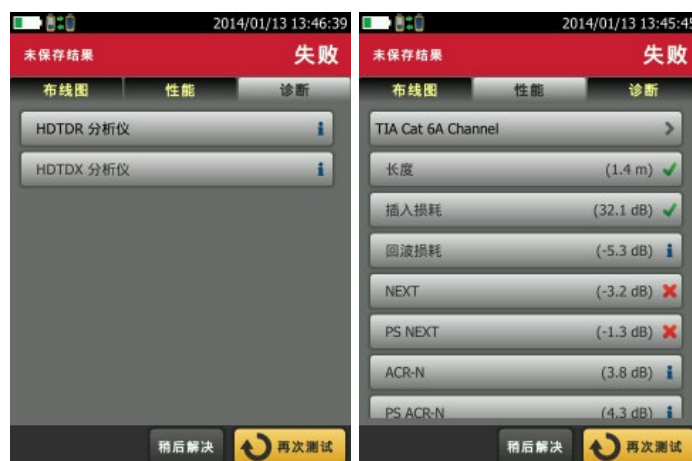 2014/01/13 13:46:39
未保存结果 失败
布线图 性能 诊断
HDTDR 分析仪
HDTDX 分析仪
稍后解决 再次测试
2014/01/13 13:45:45
未保存结果 失败
布线图 性能 诊断
TIA Cat 6A Channel
长度 (1.4 m)
插入损耗 (32.1 dB)
回波损耗 (-5.3 dB)
NEXT (-3.2 dB)
PS NEXT (-1.3 dB)
ACR-N (3.8 dB)
PS ACR-N (4.3 dB)
稍后解决 再次测试